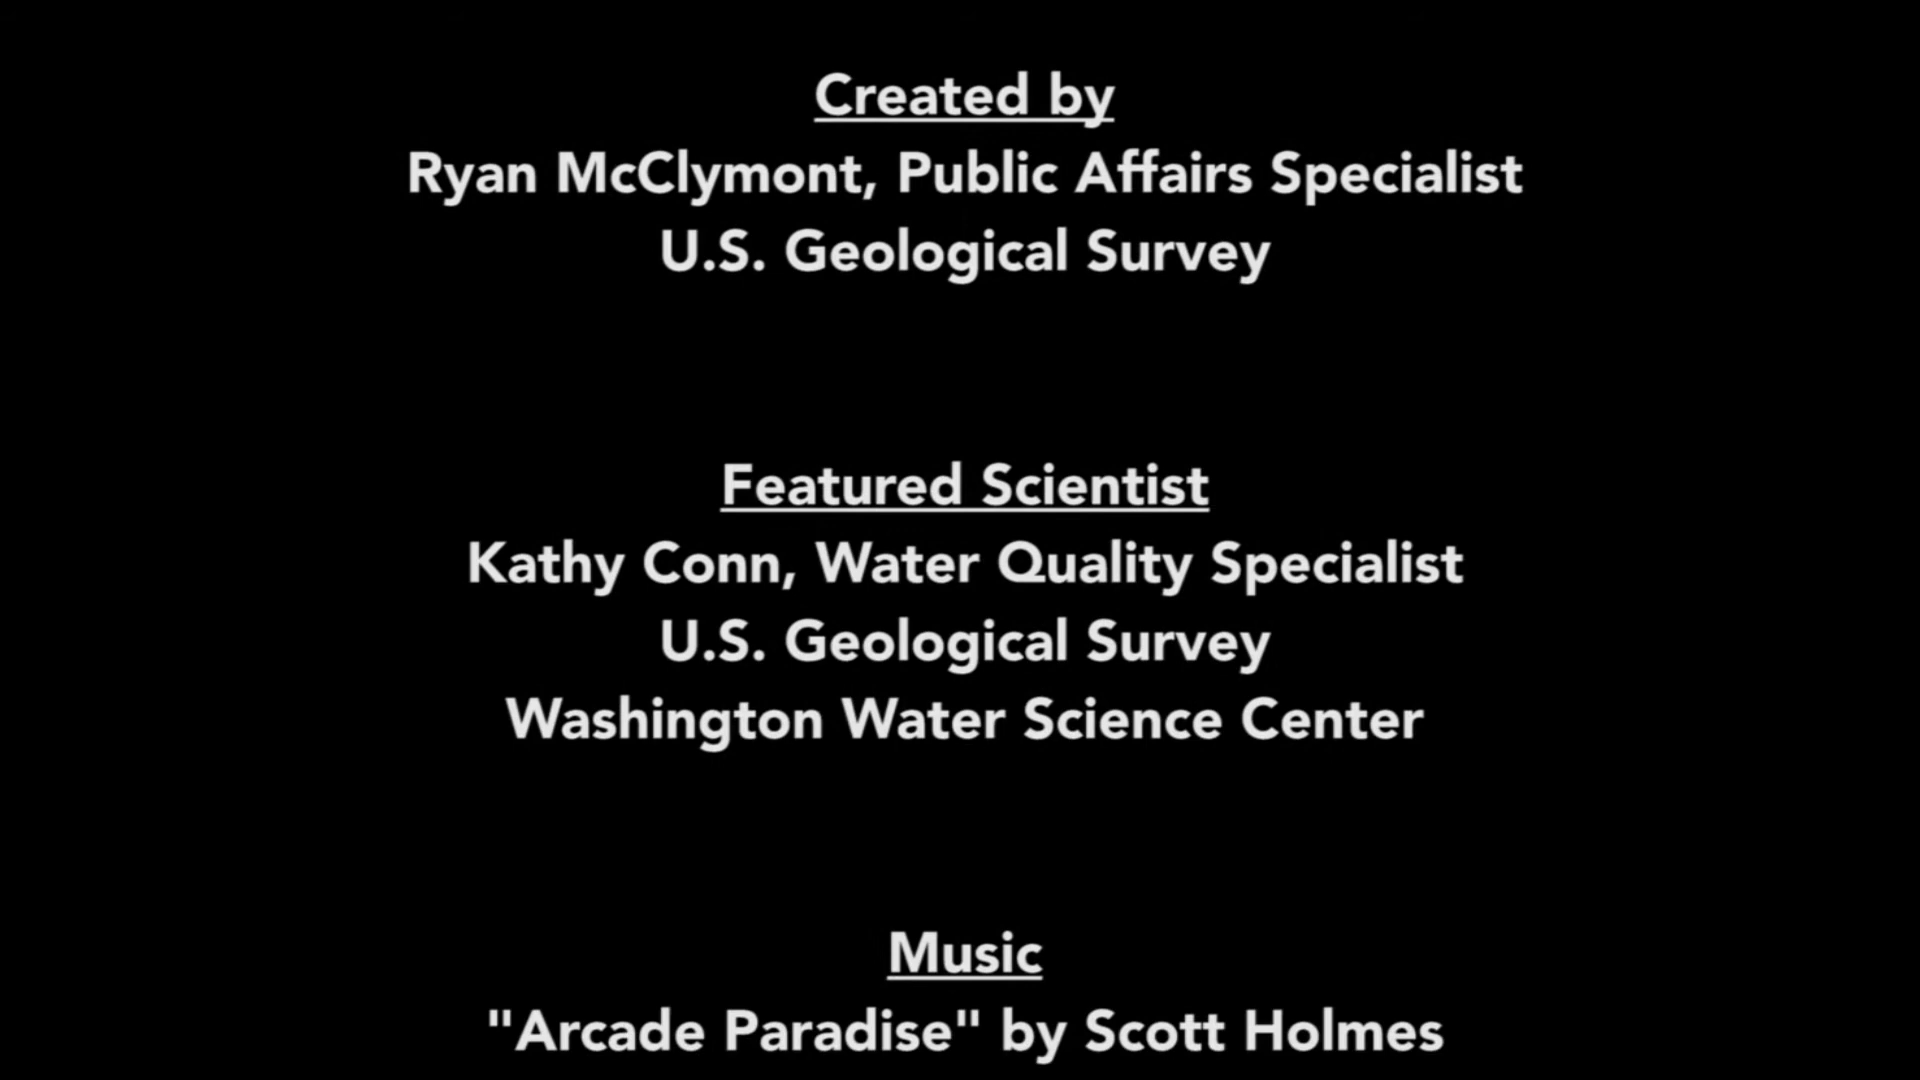 Created by
Ryan McClymont, Public Affairs Specialist
U.S. Geological Survey
Featured Scientist
Kathy Conn, Water Quality Specialist
U.S. Geological Survey
Washington Water Science Center
Music
"Arcade Paradise" by Scott Holmes